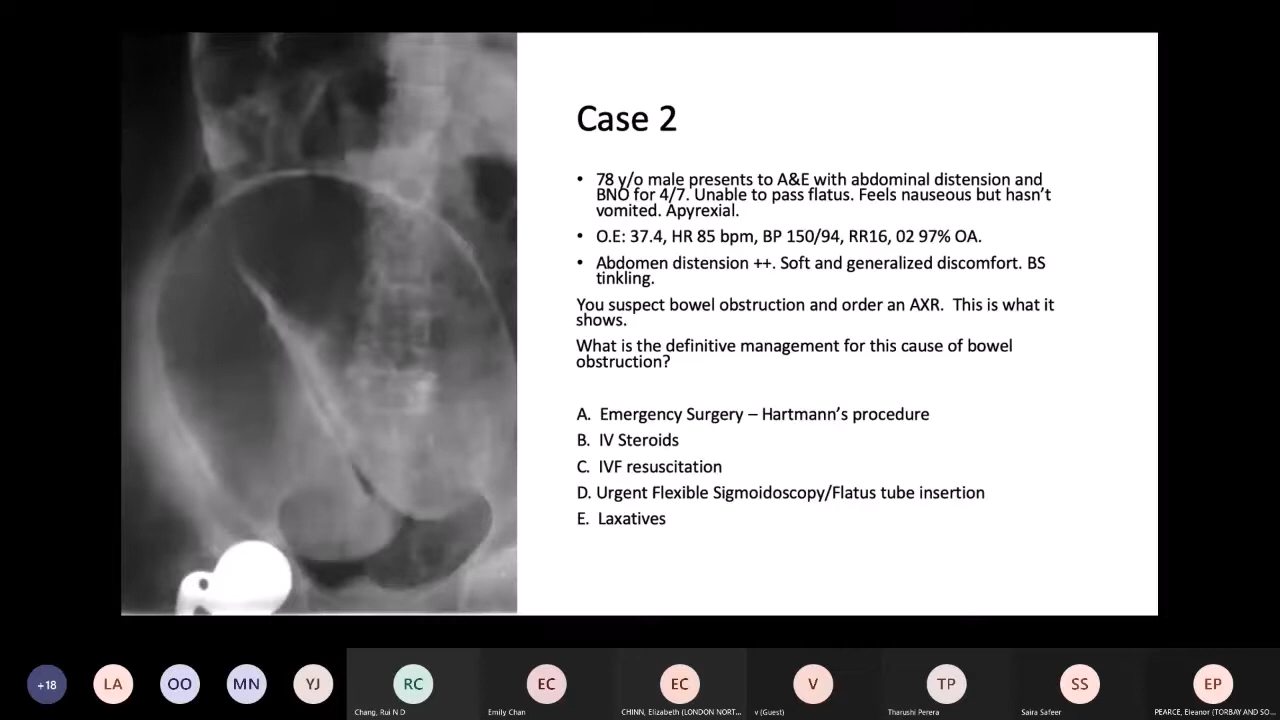 Case 2
• 78 y/o male presents to A&E with abdominal distension and
BNO for 4/7. Unable to pass flatus. Feels nauseous but hasn't
vomited. Apyrexial.
• O.E: 37.4, HR 85 bpm, BP 150/94, RR16, 02 97% OA.
• Abdomen distension ++. Soft and generalized discomfort. BS
tinkling.
You suspect bowel obstruction and order an AXR. This is what it
shows.
What is the definitive management for this cause of bowel
obstruction?
A. Emergency Surgery – Hartmann's procedure
B. IV Steroids
C. IVF resuscitation
D. Urgent Flexible Sigmoidoscopy/Flatus tube insertion
E. Laxatives
+18 LA OO MN YJ RC EC EC V TP SS EP
Chang, Rui N D Emily Chan CHINN, Elizabeth (LONDON NORT... v (Guest) Tharushi Perera Saira Safeer PEARCE, Eleanor (TORBAY AND SO...